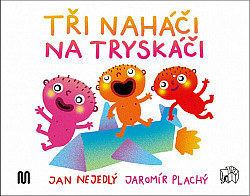 TŘI NAHÁČI
NA TRYSKÁČI
JAN NEJEDLÝ JAROMÍR PLACHÝ